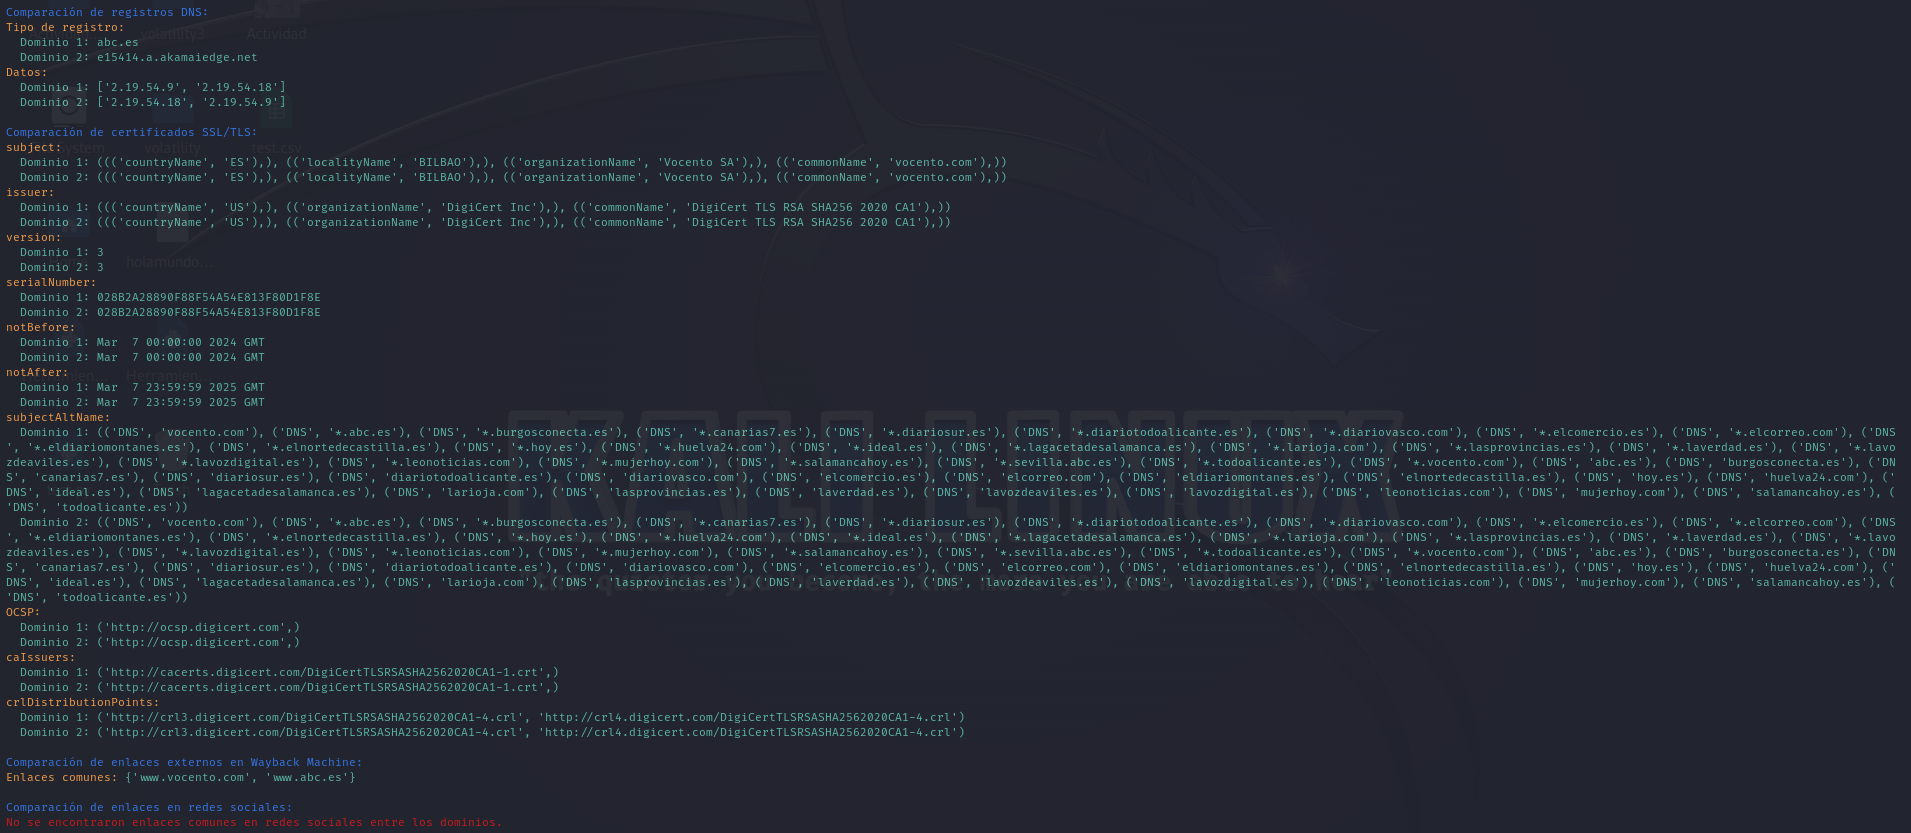 Comparación de registros DNS:
Tipo de registro:
  Dominio 1: abc.es
  Dominio 2: e15414.a.akamaiedge.net
Datos:
  Dominio 1: ['2.19.54.9', '2.19.54.18']
  Dominio 2: ['2.19.54.18', '2.19.54.9']
Comparación de certificados SSL/TLS:
subject:
  Dominio 1: ((('countryName', 'ES'),), (('localityName', 'BILBAO'),), (('organizationName', 'Vocento SA'),), (('commonName', 'vocento.com'),))
  Dominio 2: ((('countryName', 'ES'),), (('localityName', 'BILBAO'),), (('organizationName', 'Vocento SA'),), (('commonName', 'vocento.com'),))
issuer:
  Dominio 1: ((('countryName', 'US'),), (('organizationName', 'DigiCert Inc'),), (('commonName', 'DigiCert TLS RSA SHA256 2020 CA1'),))
  Dominio 2: ((('countryName', 'US'),), (('organizationName', 'DigiCert Inc'),), (('commonName', 'DigiCert TLS RSA SHA256 2020 CA1'),))
version:
  Dominio 1: 3
  Dominio 2: 3
serialNumber:
  Dominio 1: 028B2A28890F88F54A54E813F80D1F8E
  Dominio 2: 028B2A28890F88F54A54E813F80D1F8E
notBefore:
  Dominio 1: Mar  7 00:00:00 2024 GMT
  Dominio 2: Mar  7 00:00:00 2024 GMT
notAfter:
  Dominio 1: Mar  7 23:59:59 2025 GMT
  Dominio 2: Mar  7 23:59:59 2025 GMT
subjectAltName:
  Dominio 1: (('DNS', 'vocento.com'), ('DNS', '*.abc.es'), ('DNS', '*.burgosconecta.es'), ('DNS', '*.canarias7.es'), ('DNS', '*.diariosur.es'), ('DNS', '*.diariotodoalicante.es'), ('DNS', '*.diariovasco.com'), ('DNS', '*.elcomercio.es'), ('DNS', '*.elcorreo.com'), ('DNS
', '*.eldiariomontanes.es'), ('DNS', '*.elnortedecastilla.es'), ('DNS', '*.hoy.es'), ('DNS', '*.huelva24.com'), ('DNS', '*.ideal.es'), ('DNS', '*.lagacetadesalamanca.es'), ('DNS', '*.larioja.com'), ('DNS', '*.lasprovincias.es'), ('DNS', '*.laverdad.es'), ('DNS', '*.lavo
zdeaviles.es'), ('DNS', '*.lavozdigital.es'), ('DNS', '*.leonoticias.com'), ('DNS', '*.mujerhoy.com'), ('DNS', '*.salamancahoy.es'), ('DNS', '*.sevilla.abc.es'), ('DNS', '*.todoalicante.es'), ('DNS', '*.vocento.com'), ('DNS', 'abc.es'), ('DNS', 'burgosconecta.es'), ('DN
S', 'canarias7.es'), ('DNS', 'diariosur.es'), ('DNS', 'diariotodoalicante.es'), ('DNS', 'diariovasco.com'), ('DNS', 'elcomercio.es'), ('DNS', 'elcorreo.com'), ('DNS', 'eldiariomontanes.es'), ('DNS', 'elnortedecastilla.es'), ('DNS', 'hoy.es'), ('DNS', 'huelva24.com'), ('
DNS', 'ideal.es'), ('DNS', 'lagacetadesalamanca.es'), ('DNS', 'larioja.com'), ('DNS', 'lasprovincias.es'), ('DNS', 'laverdad.es'), ('DNS', 'lavozdeaviles.es'), ('DNS', 'lavozdigital.es'), ('DNS', 'leonoticias.com'), ('DNS', 'mujerhoy.com'), ('DNS', 'salamancahoy.es'), (
'DNS', 'todoalicante.es'))
  Dominio 2: (('DNS', 'vocento.com'), ('DNS', '*.abc.es'), ('DNS', '*.burgosconecta.es'), ('DNS', '*.canarias7.es'), ('DNS', '*.diariosur.es'), ('DNS', '*.diariotodoalicante.es'), ('DNS', '*.diariovasco.com'), ('DNS', '*.elcomercio.es'), ('DNS', '*.elcorreo.com'), ('DNS
', '*.eldiariomontanes.es'), ('DNS', '*.elnortedecastilla.es'), ('DNS', '*.hoy.es'), ('DNS', '*.huelva24.com'), ('DNS', '*.ideal.es'), ('DNS', '*.lagacetadesalamanca.es'), ('DNS', '*.larioja.com'), ('DNS', '*.lasprovincias.es'), ('DNS', '*.laverdad.es'), ('DNS', '*.lavo
zdeaviles.es'), ('DNS', '*.lavozdigital.es'), ('DNS', '*.leonoticias.com'), ('DNS', '*.mujerhoy.com'), ('DNS', '*.salamancahoy.es'), ('DNS', '*.sevilla.abc.es'), ('DNS', '*.todoalicante.es'), ('DNS', '*.vocento.com'), ('DNS', 'abc.es'), ('DNS', 'burgosconecta.es'), ('DN
S', 'canarias7.es'), ('DNS', 'diariosur.es'), ('DNS', 'diariotodoalicante.es'), ('DNS', 'diariovasco.com'), ('DNS', 'elcomercio.es'), ('DNS', 'elcorreo.com'), ('DNS', 'eldiariomontanes.es'), ('DNS', 'elnortedecastilla.es'), ('DNS', 'hoy.es'), ('DNS', 'huelva24.com'), ('
DNS', 'ideal.es'), ('DNS', 'lagacetadesalamanca.es'), ('DNS', 'larioja.com'), ('DNS', 'lasprovincias.es'), ('DNS', 'laverdad.es'), ('DNS', 'lavozdeaviles.es'), ('DNS', 'lavozdigital.es'), ('DNS', 'leonoticias.com'), ('DNS', 'mujerhoy.com'), ('DNS', 'salamancahoy.es'), (
'DNS', 'todoalicante.es'))
OCSP:
  Dominio 1: ('http://ocsp.digicert.com',)
  Dominio 2: ('http://ocsp.digicert.com',)
caIssuers:
  Dominio 1: ('http://cacerts.digicert.com/DigiCertTLSRSASHA2562020CA1-1.crt',)
  Dominio 2: ('http://cacerts.digicert.com/DigiCertTLSRSASHA2562020CA1-1.crt',)
crlDistributionPoints:
  Dominio 1: ('http://crl3.digicert.com/DigiCertTLSRSASHA2562020CA1-4.crl', 'http://crl4.digicert.com/DigiCertTLSRSASHA2562020CA1-4.crl')
  Dominio 2: ('http://crl3.digicert.com/DigiCertTLSRSASHA2562020CA1-4.crl', 'http://crl4.digicert.com/DigiCertTLSRSASHA2562020CA1-4.crl')
Comparación de enlaces externos en Wayback Machine:
Enlaces comunes: {'www.vocento.com', 'www.abc.es'}
Comparación de enlaces en redes sociales:
No se encontraron enlaces comunes en redes sociales entre los dominios.
volatility3
Actividad
volatility
test.csv
holamundo...